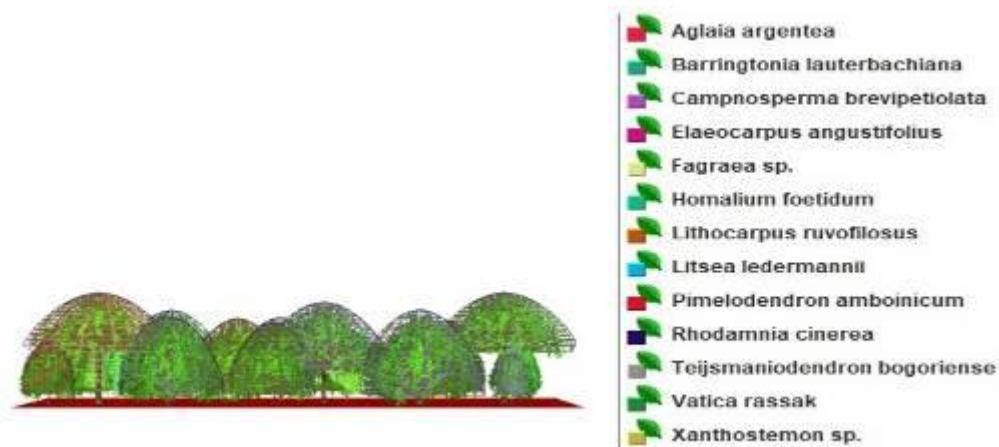 Aglaia argentea
Barringtonia lauterbachiana
Campnosperma brevipetiolata
Elaeocarpus angustifolius
Fagraea sp.
Homalium foetidum
Lithocarpus ruvofilosus
Litsea ledermannii
Pimelodendron amboinicum
Rhodamnia cinerea
Teijsmaniodendron bogoriense
Vatica rassak
Xanthostemon sp.